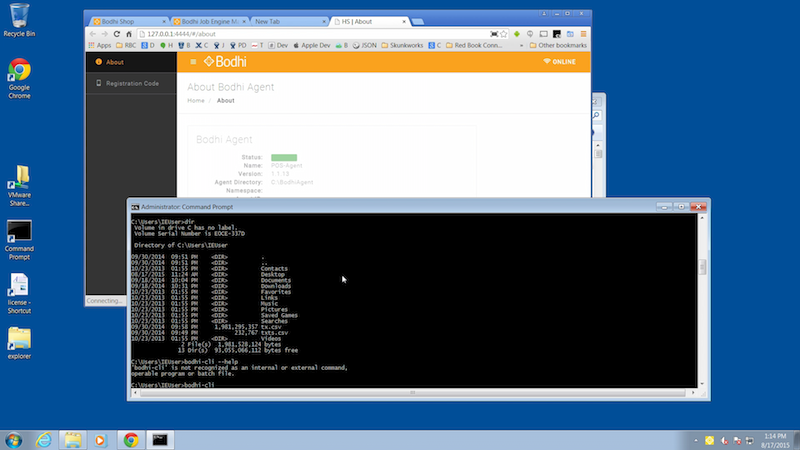 Recycle Bin
Google
Chrome
VMware
Share...
Command
Prompt
license -
Shortcut
explorer
Bodhi Shop
Bodhi Job Engine M
New Tab
HS | About
127.0.0.1:4444/#/about
Apps
RBC
D
H
B
J
PD
T
Dev
Apple Dev
B
JSON
Skunkworks
C
Red Book Conn...
Other bookmarks
About
Registration Code
Bodhi
ONLINE
About Bodhi Agent
Home / About
Bodhi Agent
Status:
Name: POS-Agent
Version: 1.1.13
Agent Directory: C:\BodhiAgent
Namespace:
Connecting...
Administrator: Command Prompt
C:\Users\IEUser>dir
Volume in drive C has no label.
Volume Serial Number is E0CE-337D
Directory of C:\Users\IEUser
09/30/2014 09:51 PM <DIR> .
09/30/2014 09:51 PM <DIR> ..
10/23/2013 01:55 PM <DIR> Contacts
08/17/2015 11:24 AM <DIR> Desktop
09/18/2014 10:04 PM <DIR> Documents
09/18/2014 10:31 PM <DIR> Downloads
10/23/2013 01:55 PM <DIR> Favorites
10/23/2013 01:55 PM <DIR> Links
10/23/2013 01:55 PM <DIR> Music
10/23/2013 01:55 PM <DIR> Pictures
10/23/2013 01:55 PM <DIR> Saved Games
10/23/2013 01:55 PM <DIR> Searches
09/30/2014 09:58 PM 1,981,295,357 tx.csv
09/30/2014 09:49 PM 232,767 txts.csv
10/23/2013 01:55 PM <DIR> Videos
2 File(s) 1,981,528,124 bytes
13 Dir(s) 93,055,066,112 bytes free
C:\Users\IEUser>bodhi-cli --help
'bodhi-cli' is not recognized as an internal or external command,
operable program or batch file.
C:\Users\IEUser>bodhi-cli
1:14 PM
8/17/2015